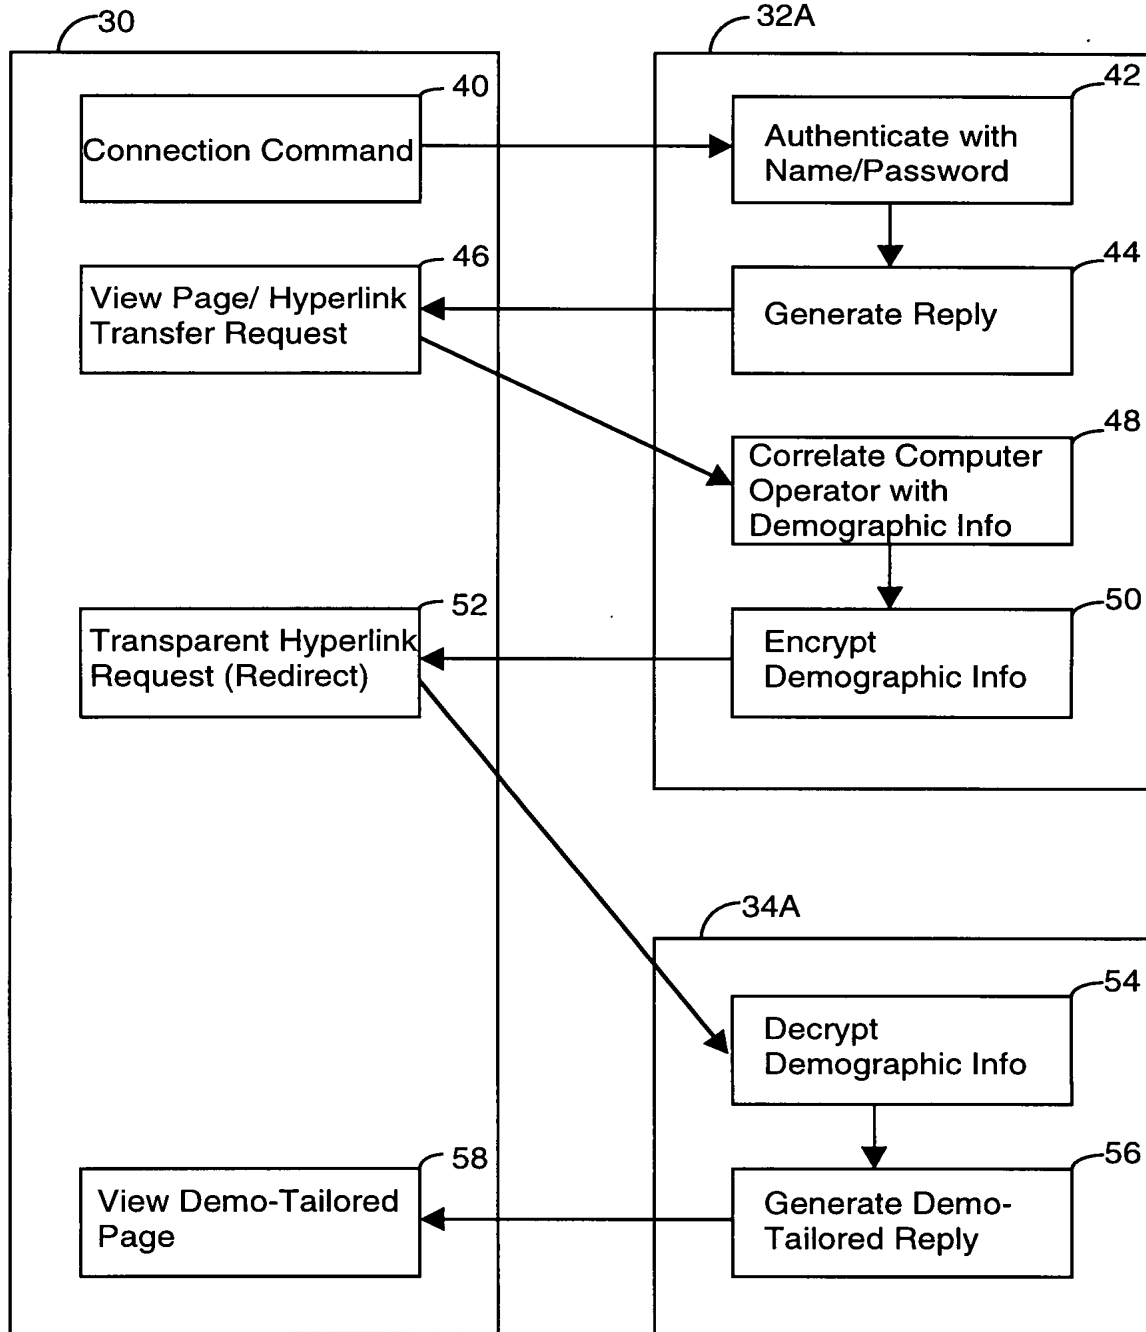 30
32A
40
42
Connection Command
Authenticate with
Name/Password
46
44
View Page/ Hyperlink
Transfer Request
Generate Reply
48
Correlate Computer
Operator with
Demographic Info
52
50
Transparent Hyperlink
Request (Redirect)
Encrypt
Demographic Info
34A
54
Decrypt
Demographic Info
58
56
View Demo-Tailored
Page
Generate Demo-
Tailored Reply